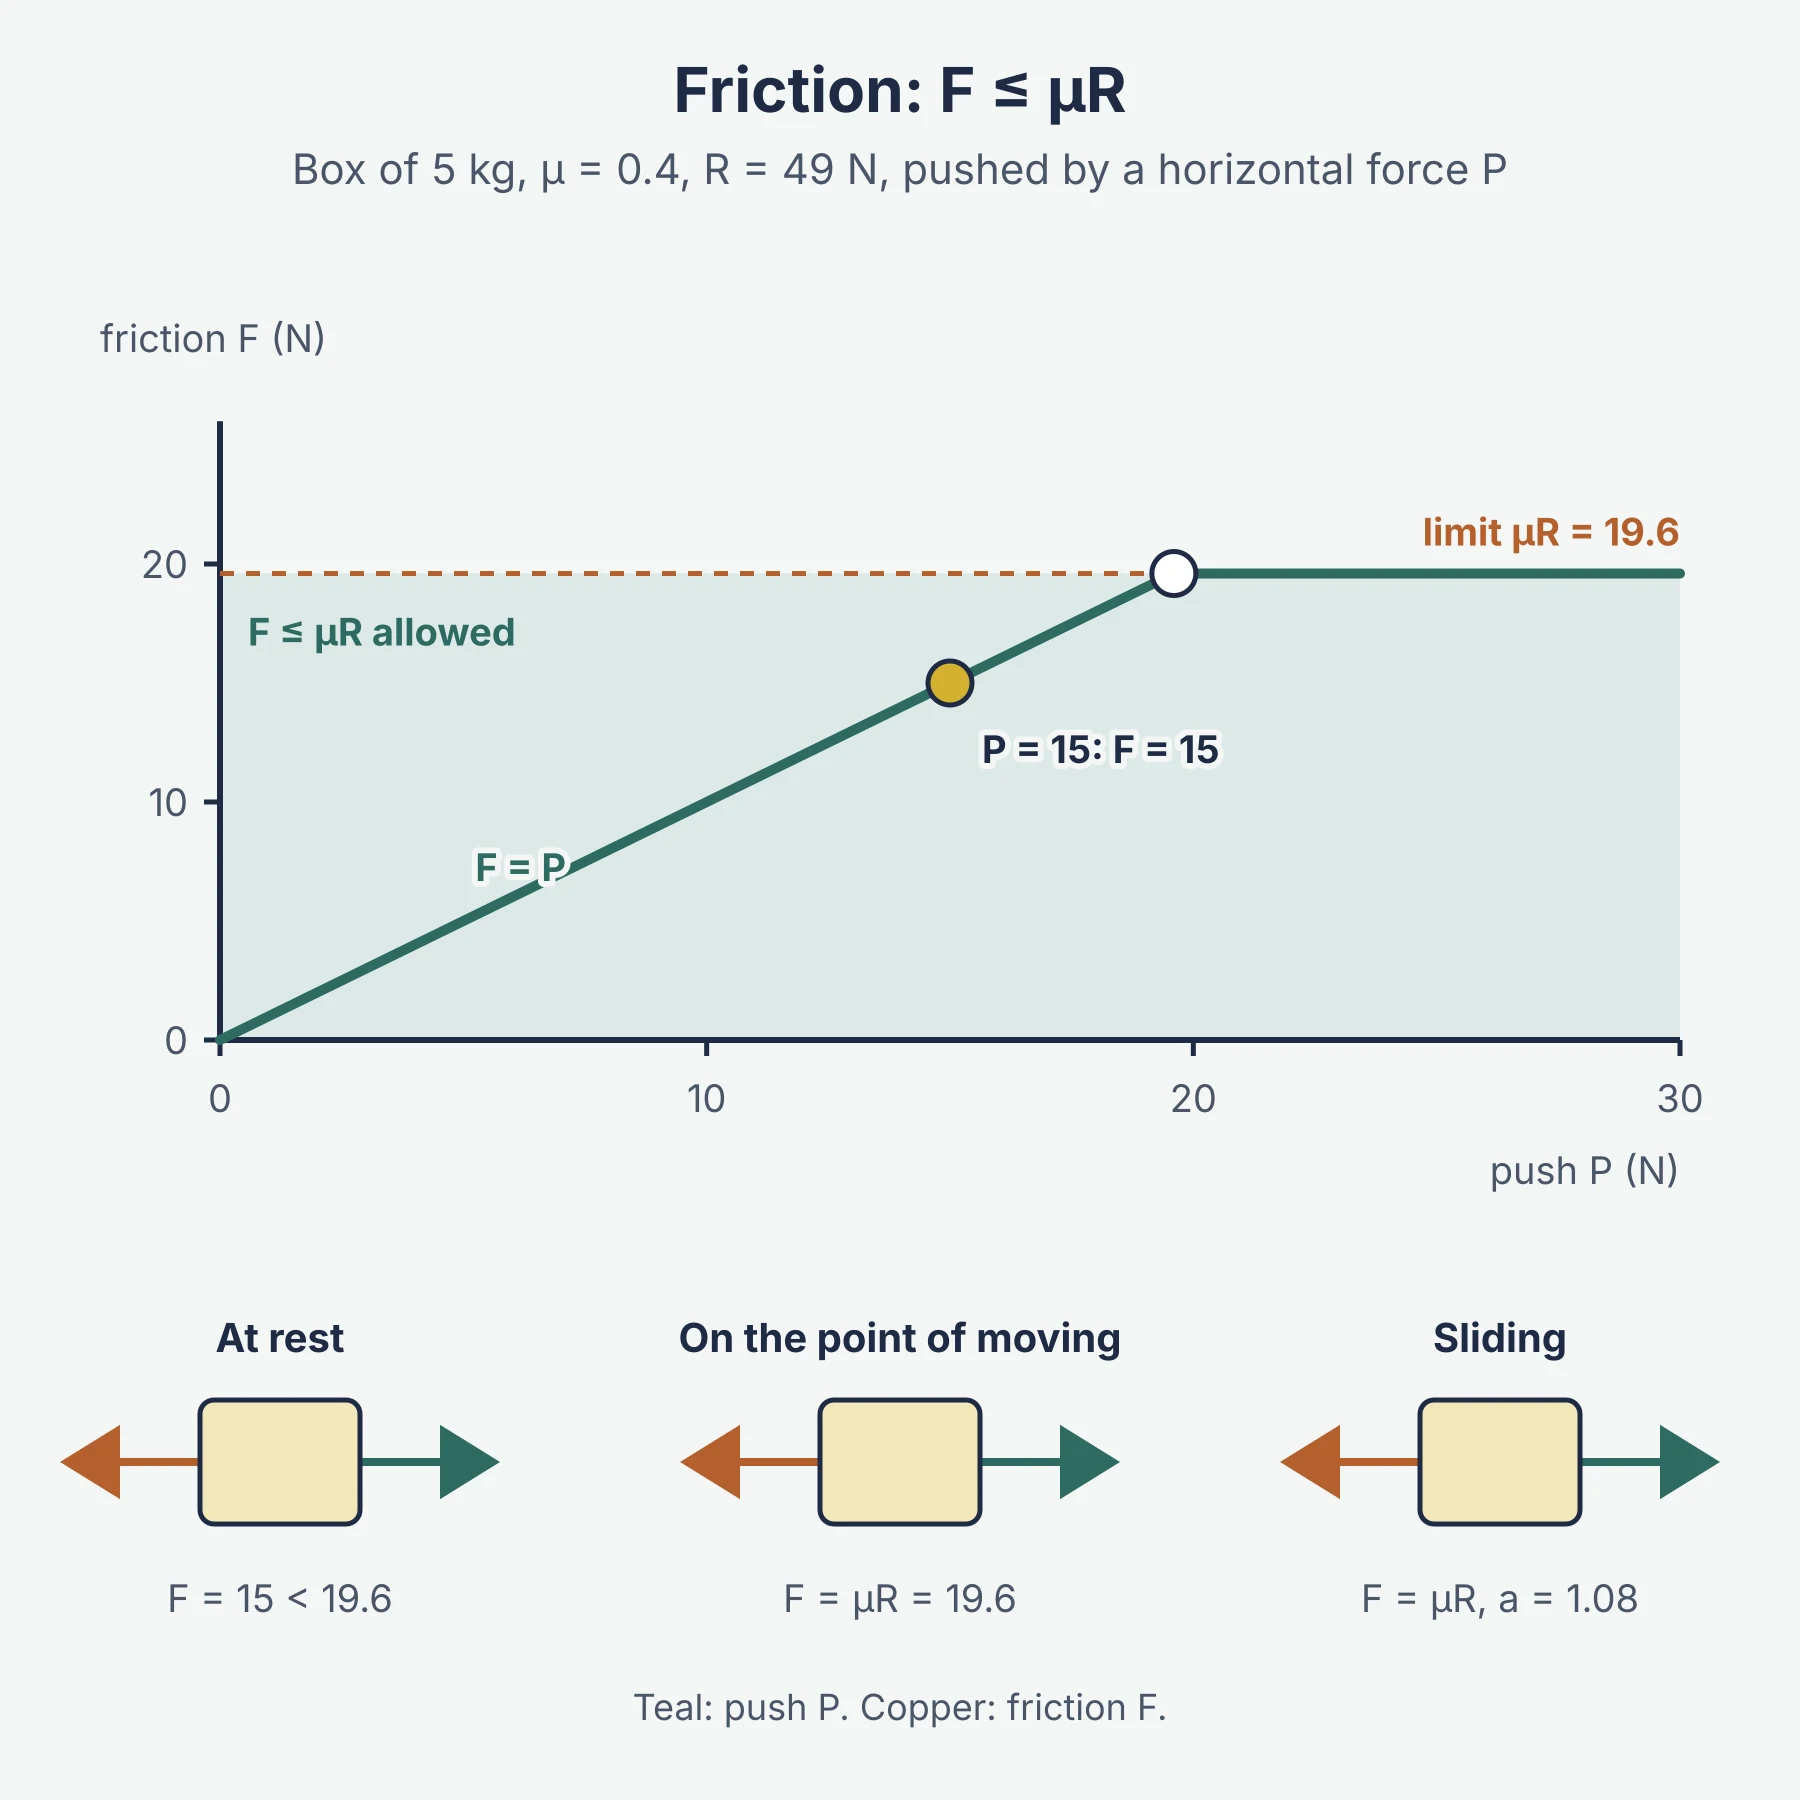 Friction: F ≤ μR
Box of 5 kg, μ = 0.4, R = 49 N, pushed by a horizontal force P
friction F (N)
limit μR = 19.6
20
F ≤ μR allowed
P = 15: F = 15
10
F = P
0
0 10 20 30
push P (N)
At rest On the point of moving Sliding
F = 15 < 19.6 F = μR = 19.6 F = μR, a = 1.08
Teal: push P. Copper: friction F.